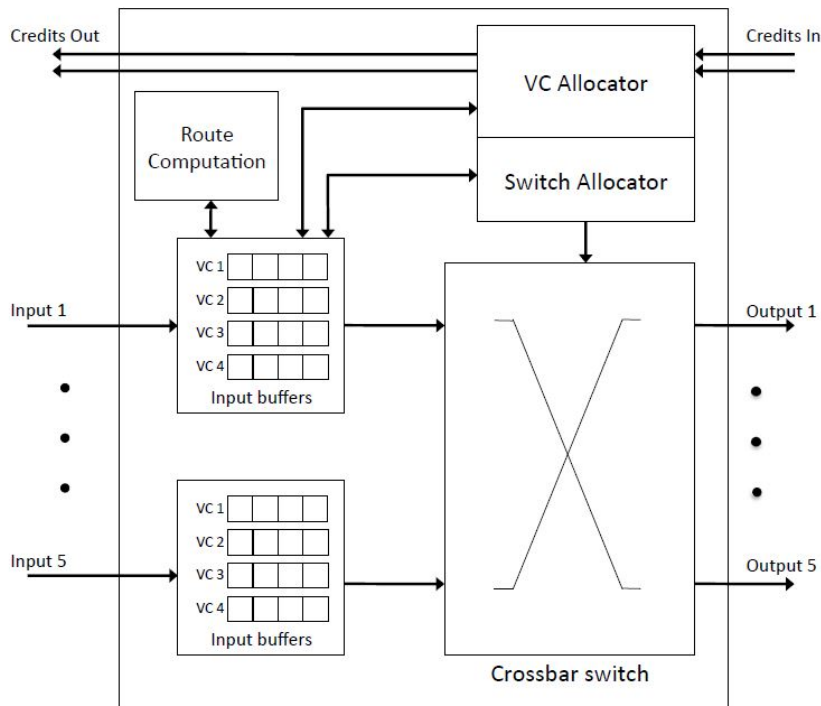 Credits Out
Credits In
VC Allocator
Route
Computation
Switch Allocator
VC 1
VC 2
VC 3
VC 4
Input buffers
Input 1
Output 1
VC 1
VC 2
VC 3
VC 4
Input buffers
Input 5
Output 5
Crossbar switch